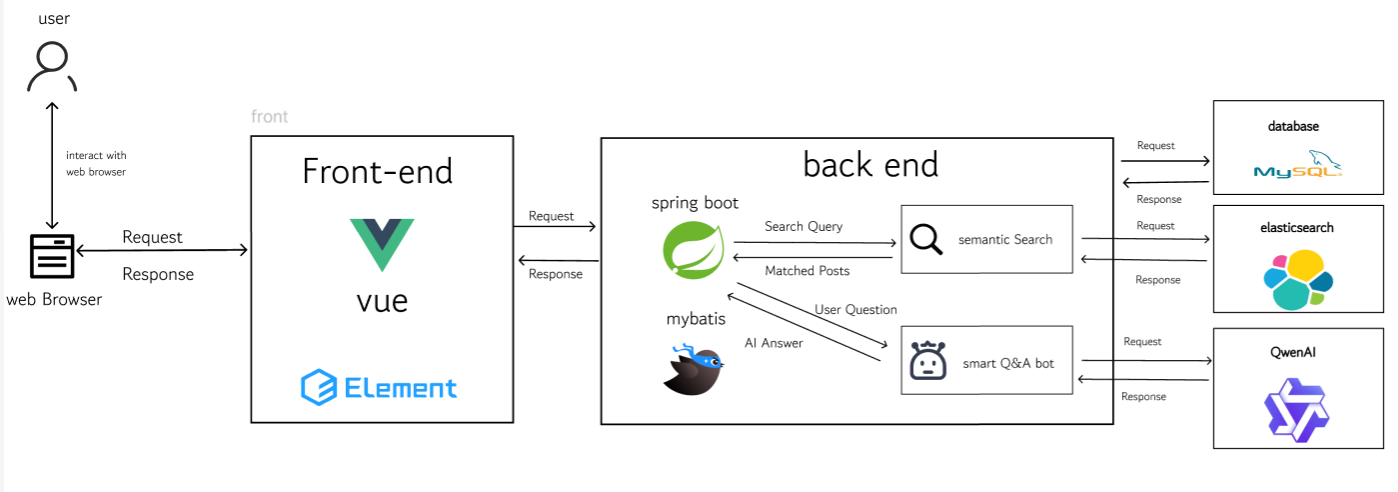 user
interact with
web browser
web Browser
Request
Response
front
Front-end
vue
ELement
Request
Response
back end
spring boot
mybatis
Search Query
Matched Posts
User Question
AI Answer
semantic Search
smart Q&A bot
Request
Response
database
MySQL
Request
Response
elasticsearch
Request
Response
QwenAI